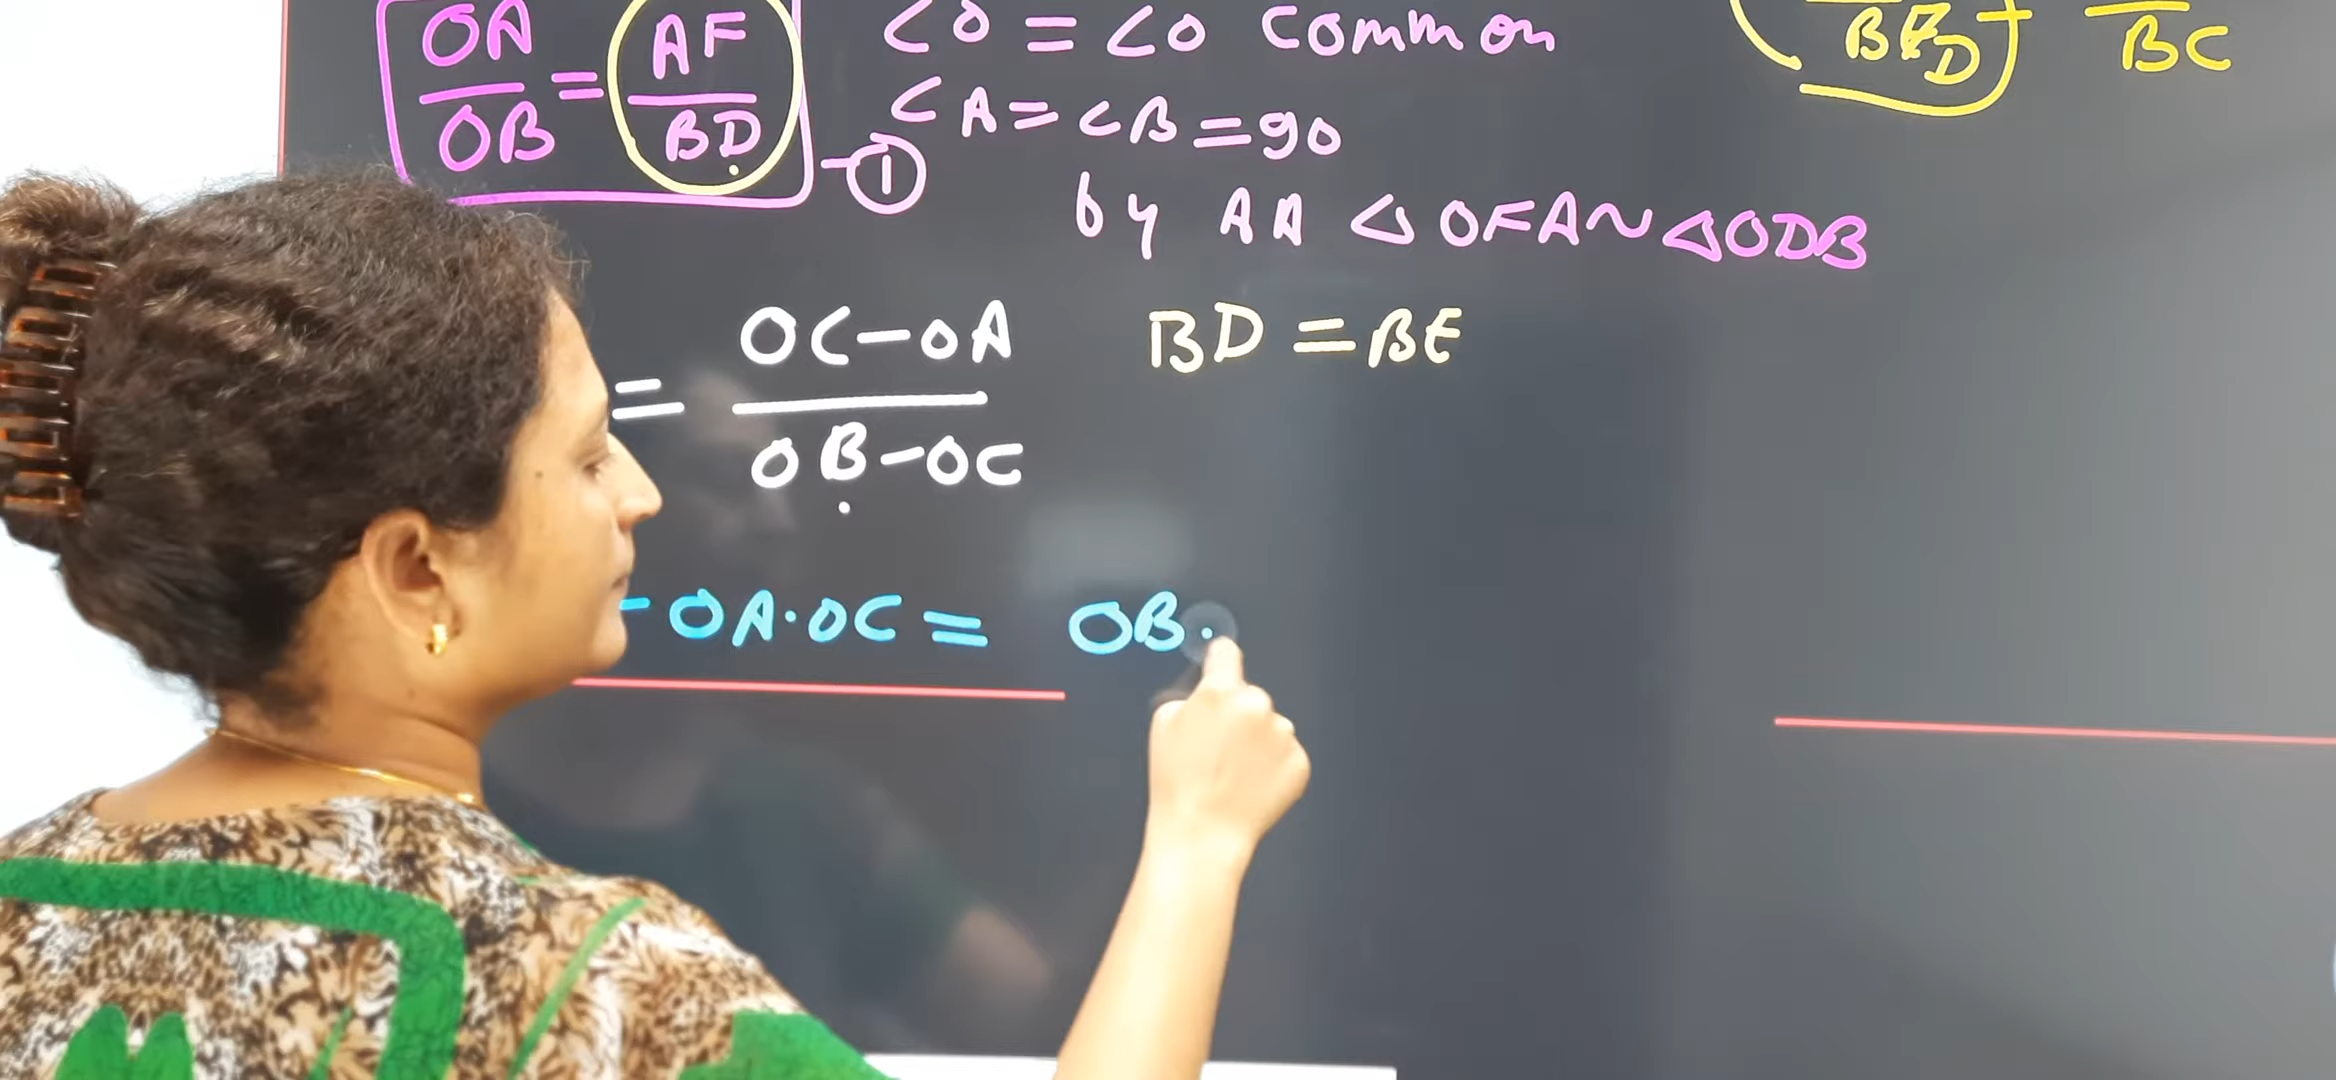 OA/OB = AF/BD - ①
∠O = ∠O Common
∠A = ∠B = 90
by AA △OFA ~ △ODB
BD BC
= OC-OA/OB-OC
BD = BE
-OA·OC = OB·